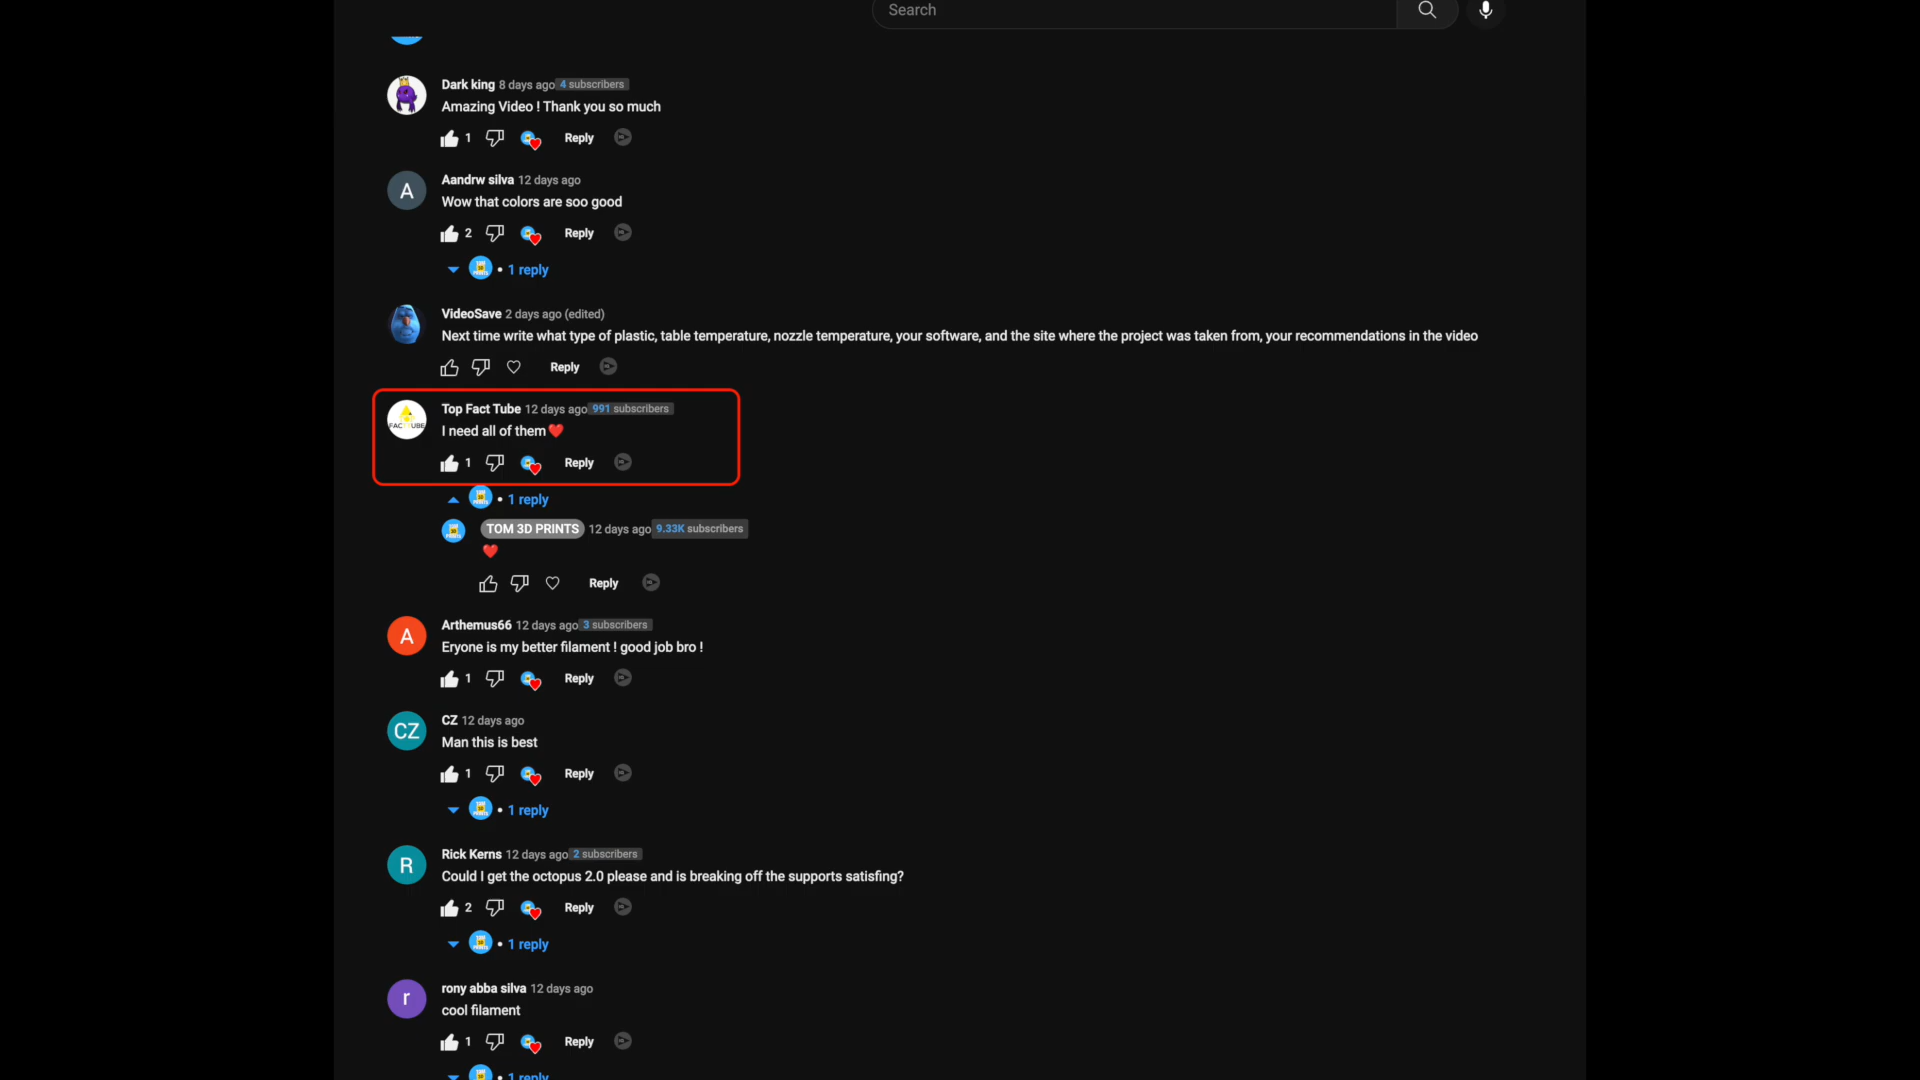 Search
Dark king 8 days ago 4 subscribers
Amazing Video ! Thank you so much
1 Reply
A
Aandrw silva 12 days ago
Wow that colors are soo good
2 Reply
• 1 reply
VideoSave 2 days ago (edited)
Next time write what type of plastic, table temperature, nozzle temperature, your software, and the site where the project was taken from, your recommendations in the video
Reply
Top Fact Tube 12 days ago 991 subscribers
I need all of them❤️
1 Reply
• 1 reply
TOM 3D PRINTS 12 days ago 9.33K subscribers
❤️
Reply
A
Arthemus66 12 days ago 3 subscribers
Eryone is my better filament ! good job bro !
1 Reply
CZ
CZ 12 days ago
Man this is best
1 Reply
• 1 reply
R
Rick Kerns 12 days ago 2 subscribers
Could I get the octopus 2.0 please and is breaking off the supports satisfing?
2 Reply
• 1 reply
r
rony abba silva 12 days ago
cool filament
1 Reply
• 1 reply